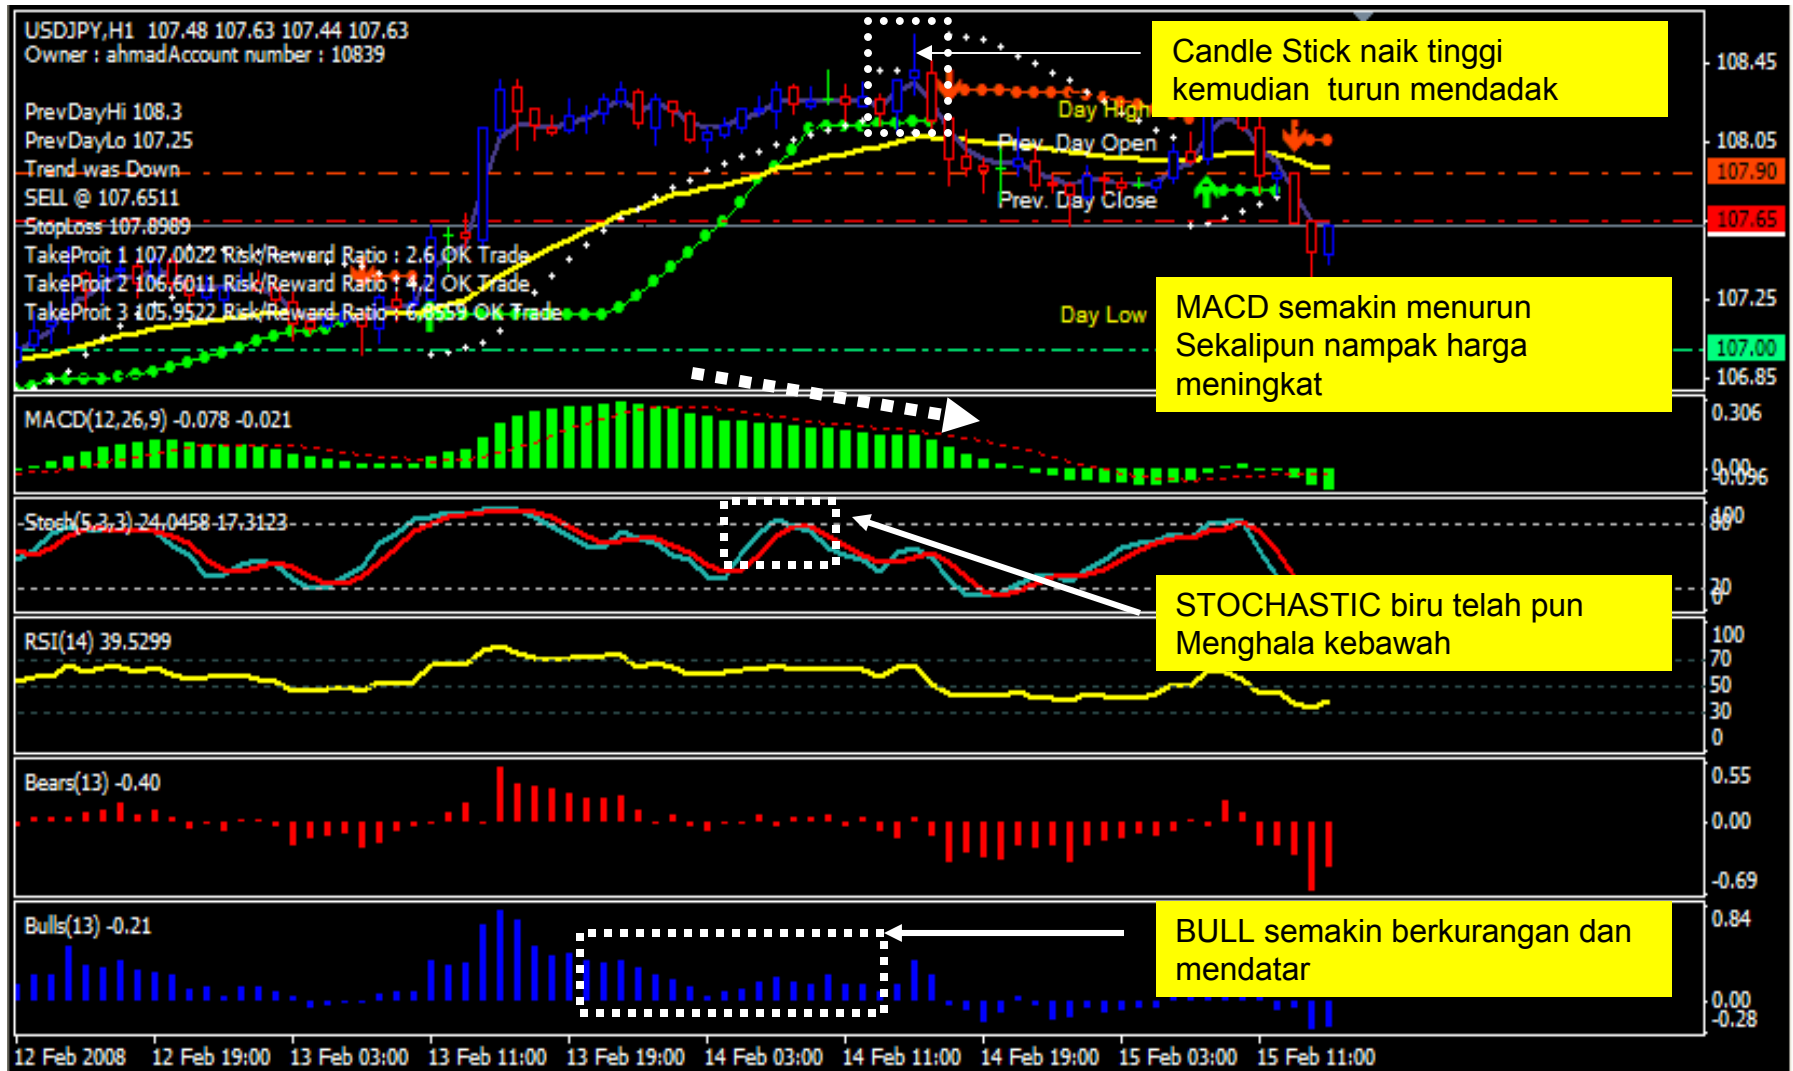 USDJPY,H1 107.48 107.63 107.44 107.63
Owner : ahmadAccount number : 10839
PrevDayHi 108.3
PrevDayLo 107.25
Trend was Down
SELL @ 107.6511
StopLoss 107.8989
TakeProit 1 107.0022 Risk/Reward Ratio : 2.6 OK Trade
TakeProit 2 106.6011 Risk/Reward Ratio : 4.2 OK Trade
TakeProit 3 105.9522 Risk/Reward Ratio : 6.8559 OK Trade
Candle Stick naik tinggi
kemudian turun mendadak
Day High
Prev. Day Open
Prev. Day Close
Day Low
MACD semakin menurun
Sekalipun nampak harga
meningkat
108.45
108.05
107.90
107.65
107.25
107.00
106.85
MACD(12,26,9) -0.078 -0.021
0.306
0.00
-0.096
Stoch(5,3,3) 24.0458 17.3123
100
80
20
0
STOCHASTIC biru telah pun
Menghala kebawah
RSI(14) 39.5299
100
70
50
30
0
Bears(13) -0.40
0.55
0.00
-0.69
Bulls(13) -0.21
BULL semakin berkurangan dan
mendatar
0.84
0.00
-0.28
12 Feb 2008
12 Feb 19:00
13 Feb 03:00
13 Feb 11:00
13 Feb 19:00
14 Feb 03:00
14 Feb 11:00
14 Feb 19:00
15 Feb 03:00
15 Feb 11:00